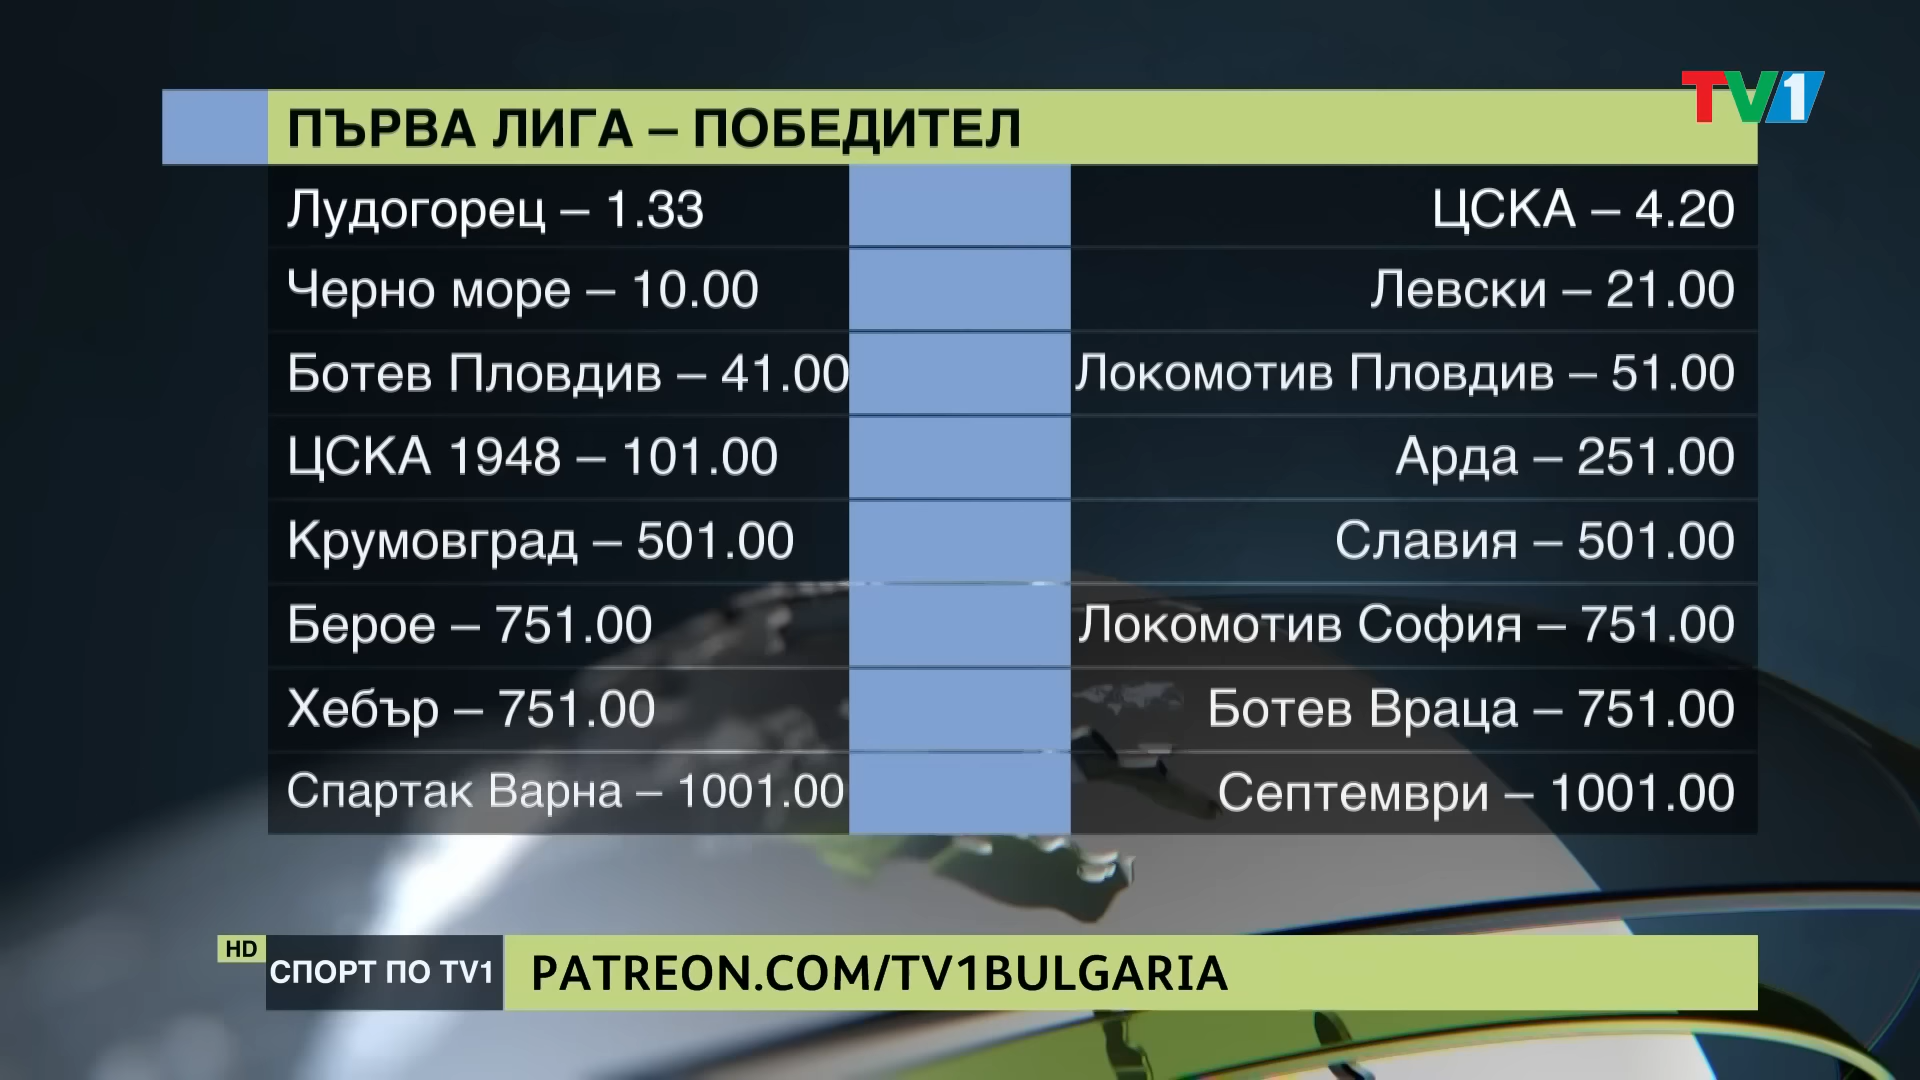 TV1
ПЪРВА ЛИГА – ПОБЕДИТЕЛ
Лудогорец – 1.33
ЦСКА – 4.20
Черно море – 10.00
Левски – 21.00
Ботев Пловдив – 41.00
Локомотив Пловдив – 51.00
ЦСКА 1948 – 101.00
Арда – 251.00
Крумовград – 501.00
Славия – 501.00
Берое – 751.00
Локомотив София – 751.00
Хебър – 751.00
Ботев Враца – 751.00
Спартак Варна – 1001.00
Септември – 1001.00
HD
СПОРТ ПО TV1
PATREON.COM/TV1BULGARIA